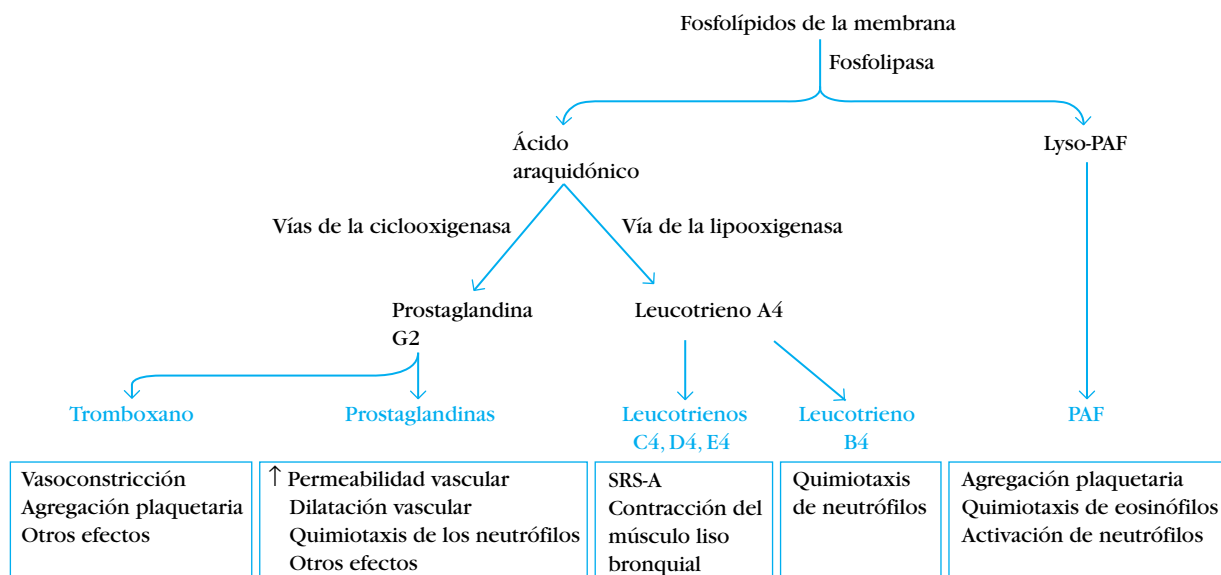 Fosfolípidos de la membrana
Fosfolipasa
Ácido
araquidónico
Lyso-PAF
Vías de la ciclooxigenasa
Vía de la lipooxigenasa
Prostaglandina
G2
Leucotrieno A4
Tromboxano
Prostaglandinas
Leucotrienos
C4, D4, E4
Leucotrieno
B4
PAF
Vasoconstricción
Agregación plaquetaria
Otros efectos
↑ Permeabilidad vascular
Dilatación vascular
Quimiotaxis de los neutrófilos
Otros efectos
SRS-A
Contracción del
músculo liso
bronquial
Quimiotaxis
de neutrófilos
Agregación plaquetaria
Quimiotaxis de eosinófilos
Activación de neutrófilos